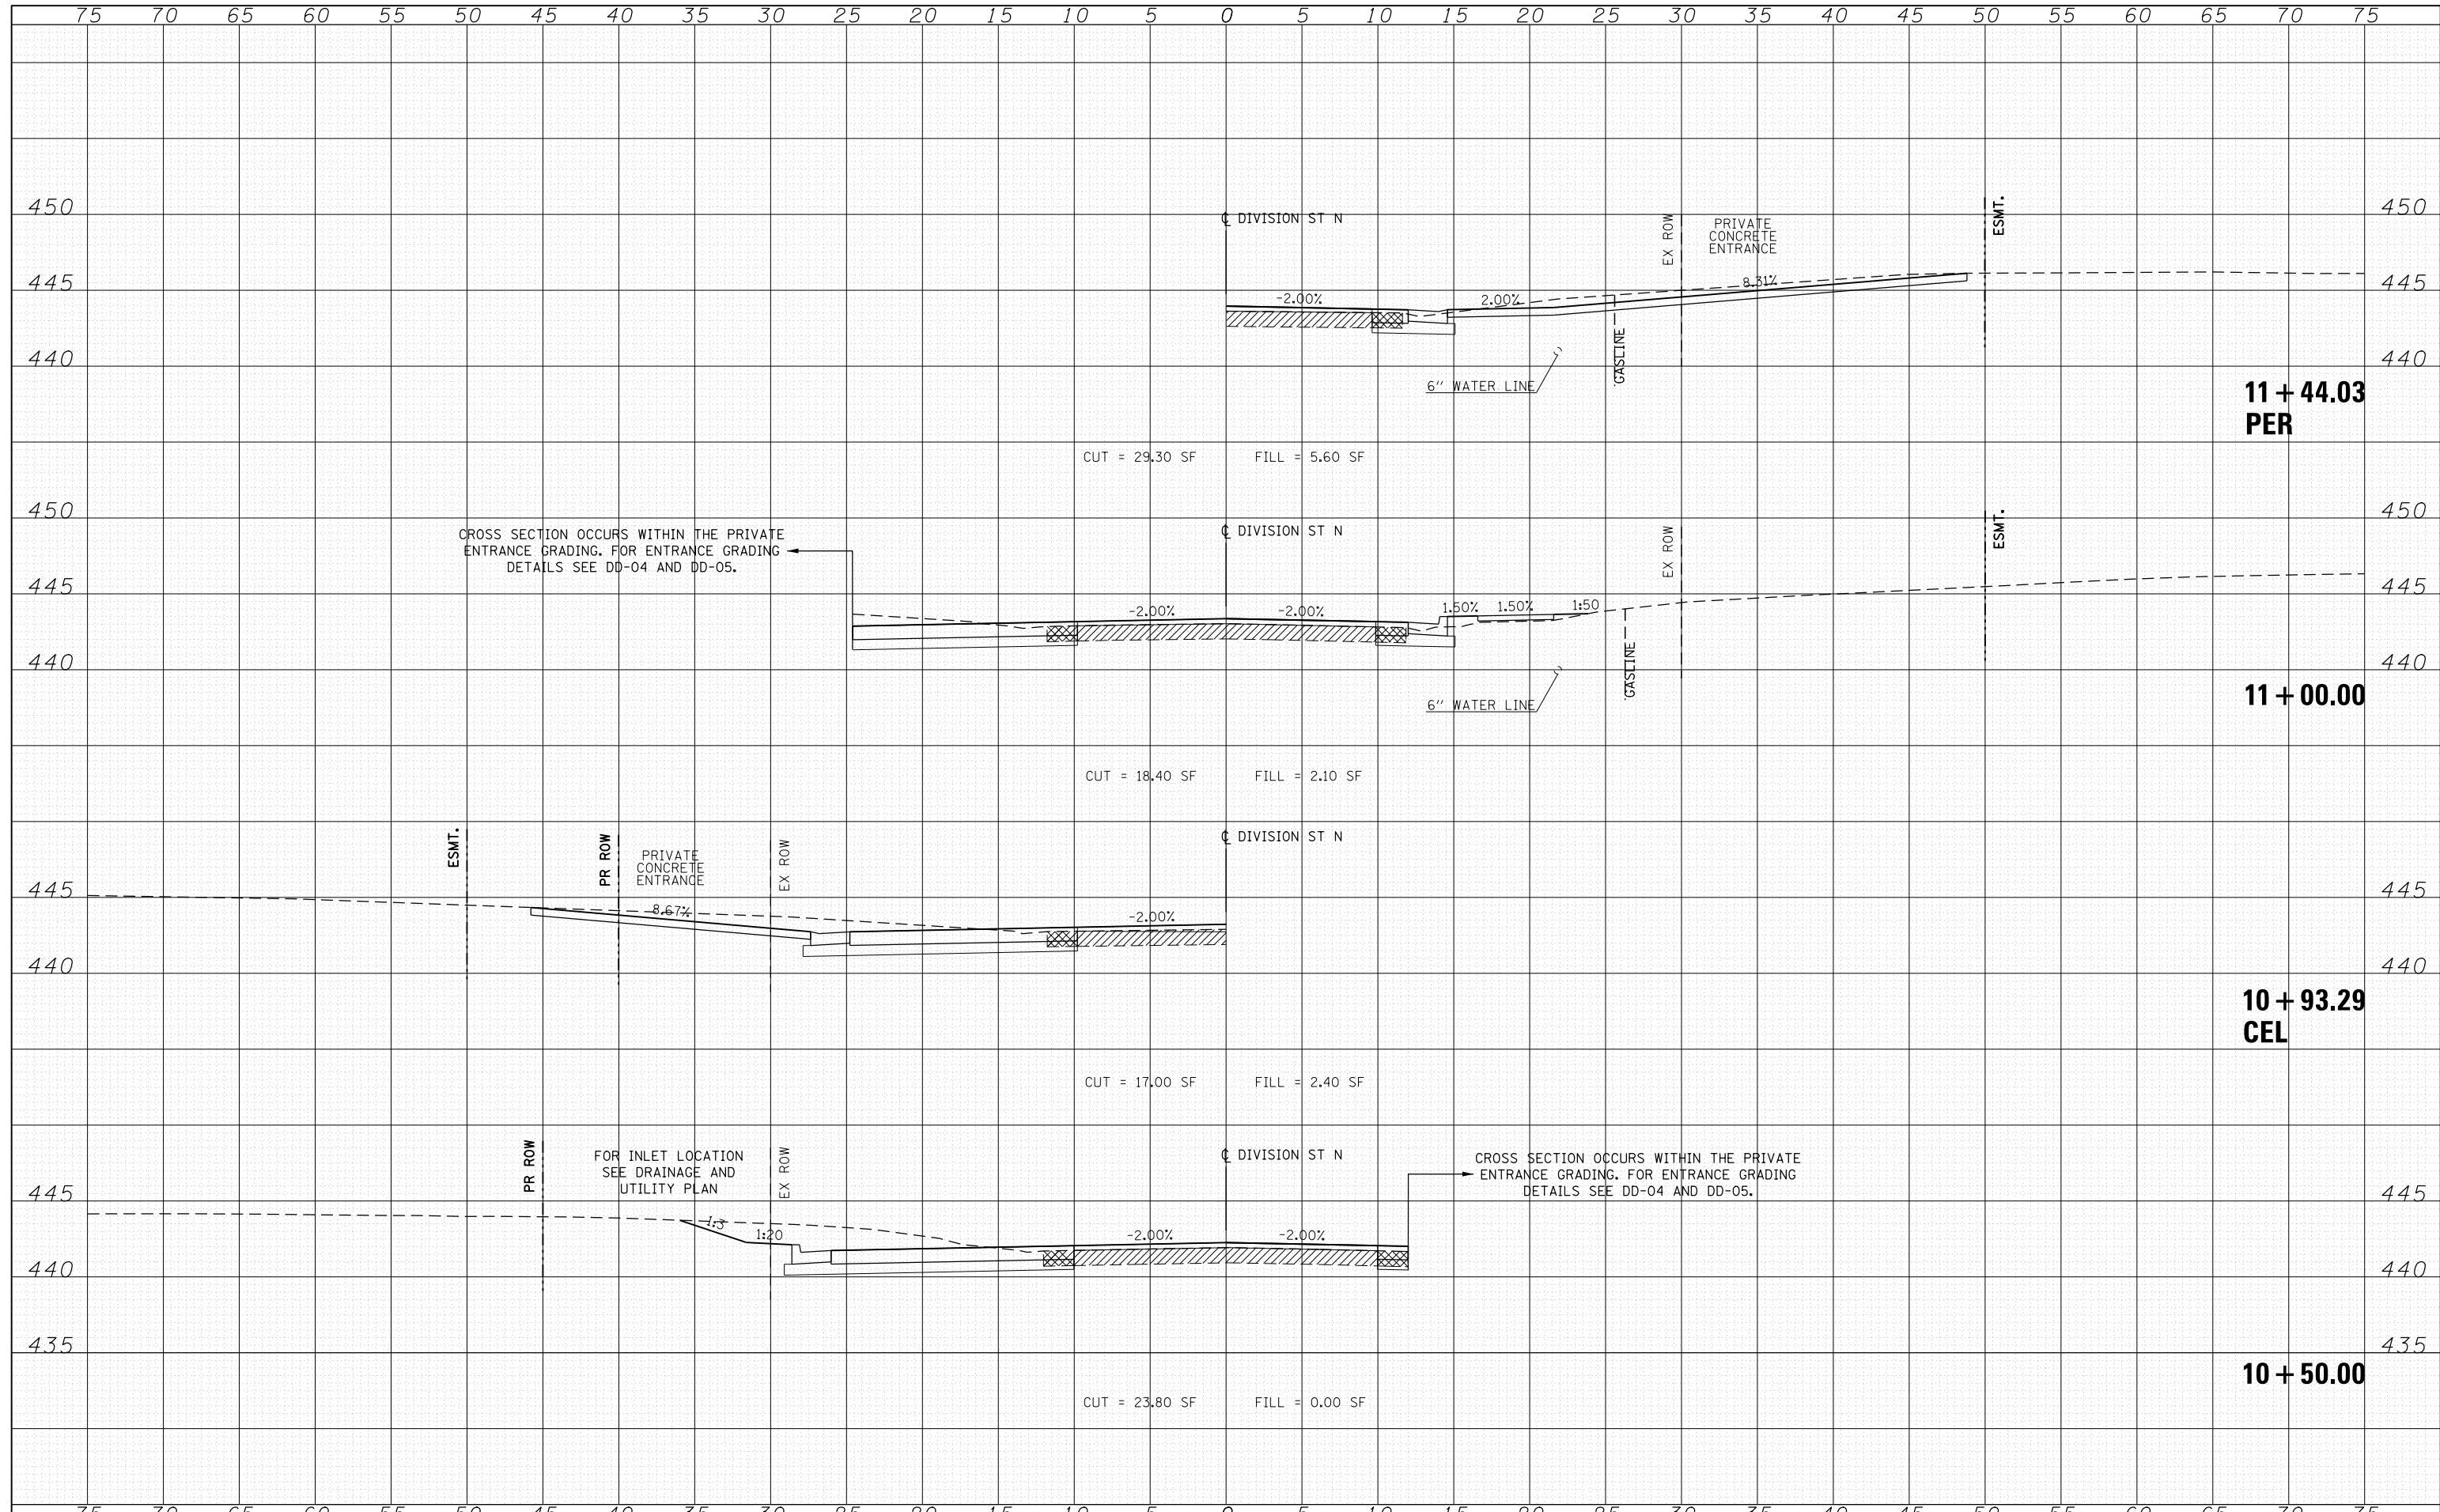 75 70 65 60 55 50 45 40 35 30 25 20 15 10 5 0 5 10 15 20 25 30 35 40 45 50 55 60 65 70 75
450 ℄ DIVISION ST N EX ROW ESMT. 450
PRIVATE
CONCRETE
ENTRANCE
445 -2.00% 2.00% 8.31% 445
440 GASLINE 440
6" WATER LINE
11+44.03
PER
CUT = 29.30 SF FILL = 5.60 SF
450 ℄ DIVISION ST N EX ROW ESMT. 450
CROSS SECTION OCCURS WITHIN THE PRIVATE
ENTRANCE GRADING. FOR ENTRANCE GRADING
DETAILS SEE DD-04 AND DD-05.
445 -2.00% -2.00% 1.50% 1.50% 1:50 445
440 GASLINE 440
6" WATER LINE
11+00.00
CUT = 18.40 SF FILL = 2.10 SF
ESMT. PR ROW EX ROW ℄ DIVISION ST N
PRIVATE
CONCRETE
ENTRANCE
445 8.67% -2.00% 445
440 440
10+93.29
CEL
CUT = 17.00 SF FILL = 2.40 SF
PR ROW EX ROW ℄ DIVISION ST N
FOR INLET LOCATION
SEE DRAINAGE AND
UTILITY PLAN
CROSS SECTION OCCURS WITHIN THE PRIVATE
ENTRANCE GRADING. FOR ENTRANCE GRADING
DETAILS SEE DD-04 AND DD-05.
445 1:3 1:20 -2.00% -2.00% 445
440 440
435 435
10+50.00
CUT = 23.80 SF FILL = 0.00 SF
75 70 65 60 55 50 45 40 35 30 25 20 15 10 5 0 5 10 15 20 25 30 35 40 45 50 55 60 65 70 75